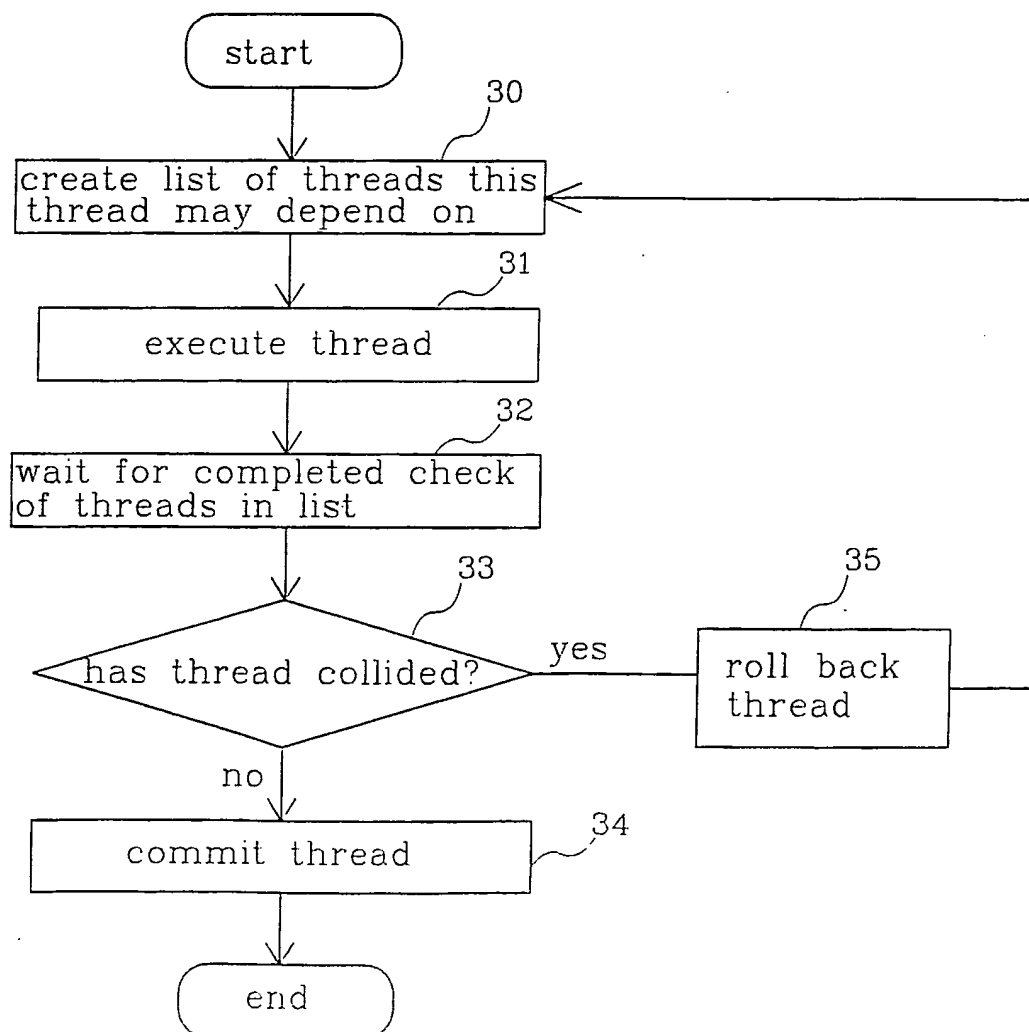 start
30
create list of threads this
thread may depend on
31
execute thread
32
wait for completed check
of threads in list
33
has thread collided?
yes
35
roll back
thread
no
34
commit thread
end